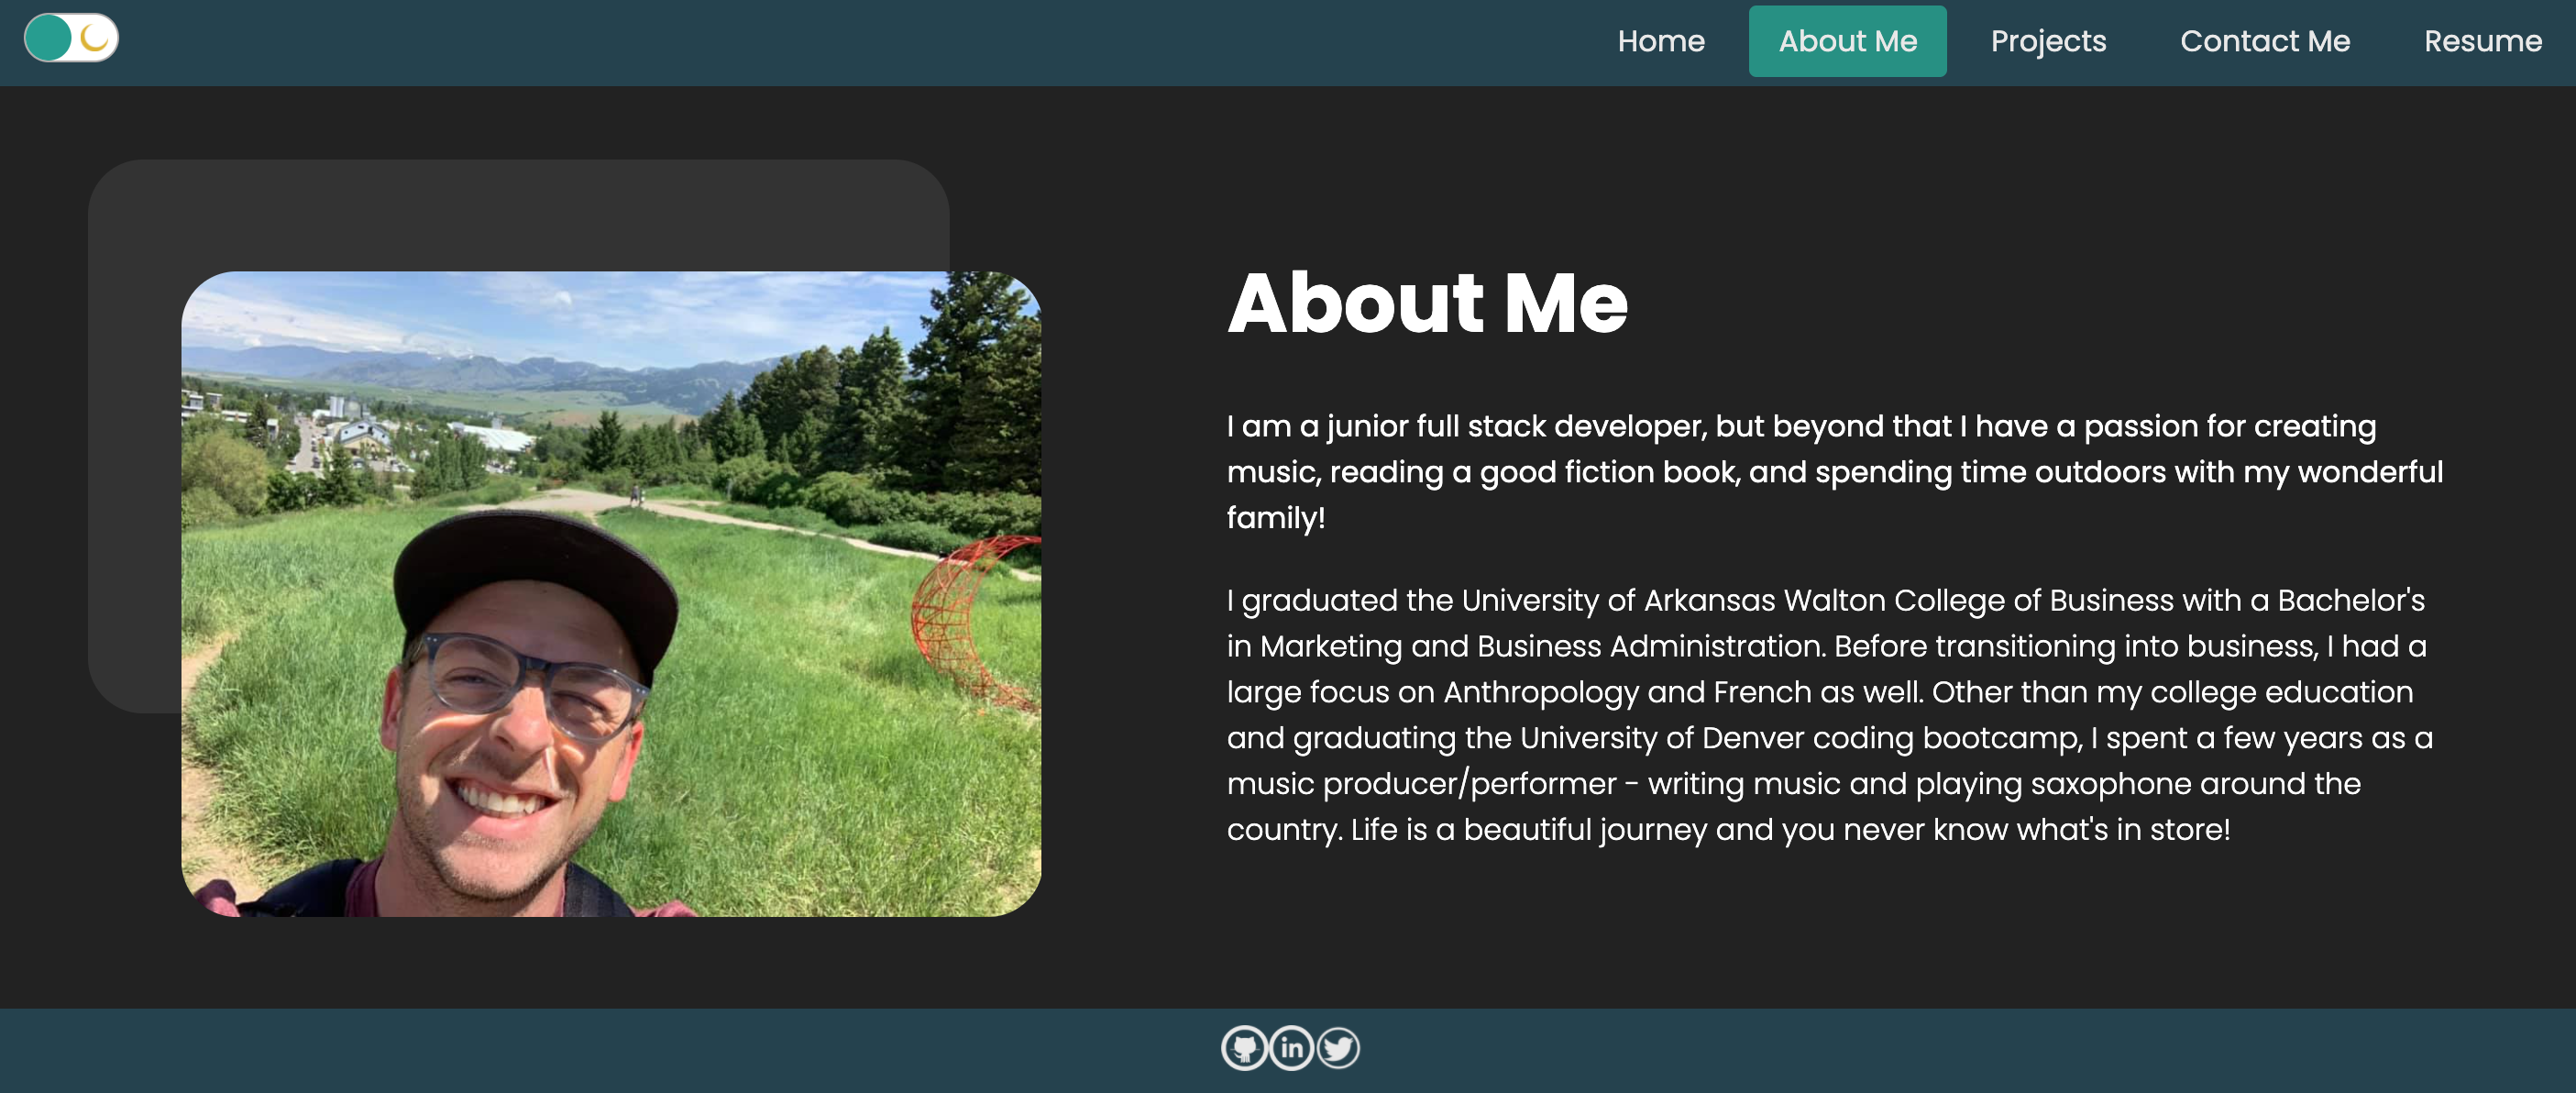 Home About Me Projects Contact Me Resume
About Me
I am a junior full stack developer, but beyond that I have a passion for creating
music, reading a good fiction book, and spending time outdoors with my wonderful
family!
I graduated the University of Arkansas Walton College of Business with a Bachelor's
in Marketing and Business Administration. Before transitioning into business, I had a
large focus on Anthropology and French as well. Other than my college education
and graduating the University of Denver coding bootcamp, I spent a few years as a
music producer/performer - writing music and playing saxophone around the
country. Life is a beautiful journey and you never know what's in store!
in